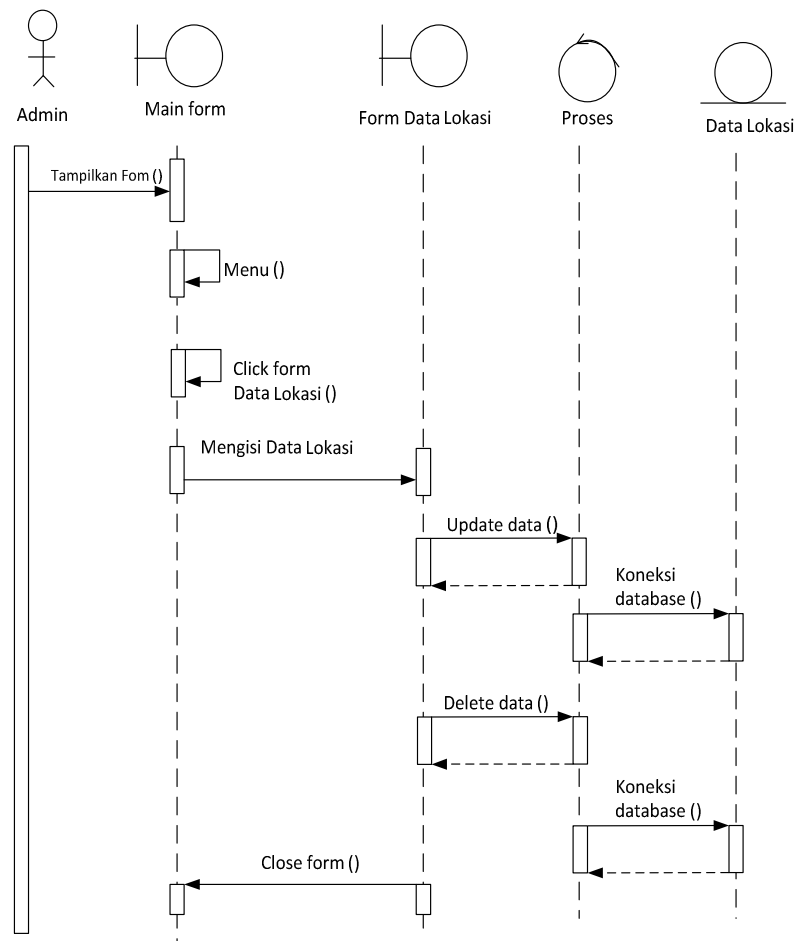 Admin
Main form
Form Data Lokasi
Proses
Data Lokasi
Tampilkan Fom ()
Menu ()
Click form
Data Lokasi ()
Mengisi Data Lokasi
Update data ()
Koneksi
database ()
Delete data ()
Koneksi
database ()
Close form ()